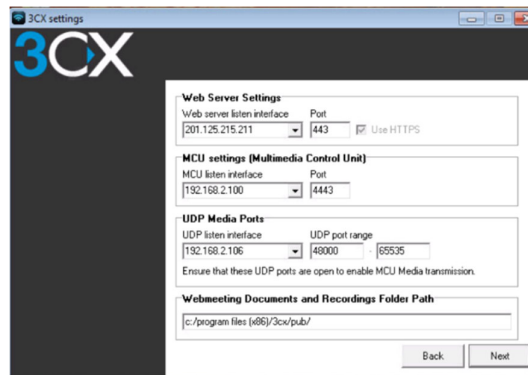 3CX settings
3CX
Web Server Settings
Web server listen interface Port
201.125.215.211 443 Use HTTPS
MCU settings (Multimedia Control Unit)
MCU listen interface Port
192.168.2.100 4443
UDP Media Ports
UDP listen interface UDP port range
192.168.2.106 48000 - 65535
Ensure that these UDP ports are open to enable MCU Media transmission.
Webmeeting Documents and Recordings Folder Path
c:/program files (x86)/3cx/pub/
Back Next